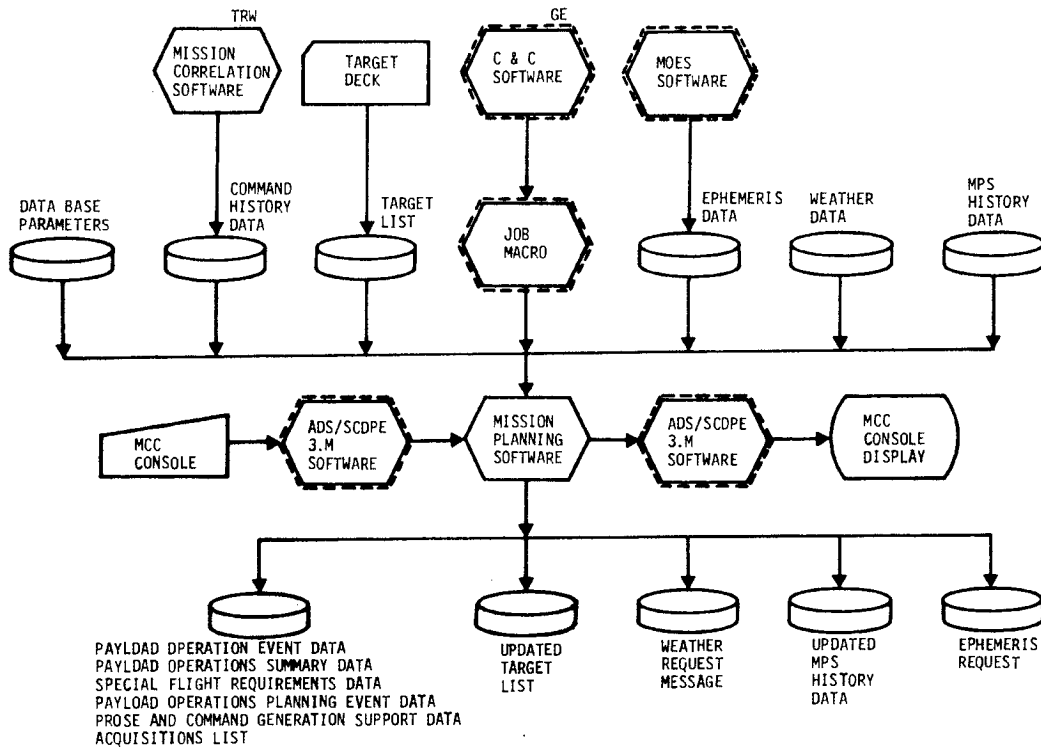 TRW
MISSION
CORRELATION
SOFTWARE
TARGET
DECK
GE
C & C
SOFTWARE
MOES
SOFTWARE
DATA BASE
PARAMETERS
COMMAND
HISTORY
DATA
TARGET
LIST
JOB
MACRO
EPHEMERIS
DATA
WEATHER
DATA
MPS
HISTORY
DATA
MCC
CONSOLE
ADS/SCDPE
3.M
SOFTWARE
MISSION
PLANNING
SOFTWARE
ADS/SCDPE
3.M
SOFTWARE
MCC
CONSOLE
DISPLAY
PAYLOAD OPERATION EVENT DATA
PAYLOAD OPERATIONS SUMMARY DATA
SPECIAL FLIGHT REQUIREMENTS DATA
PAYLOAD OPERATIONS PLANNING EVENT DATA
PROSE AND COMMAND GENERATION SUPPORT DATA
ACQUISITIONS LIST
UPDATED
TARGET
LIST
WEATHER
REQUEST
MESSAGE
UPDATED
MPS
HISTORY
DATA
EPHEMERIS
REQUEST